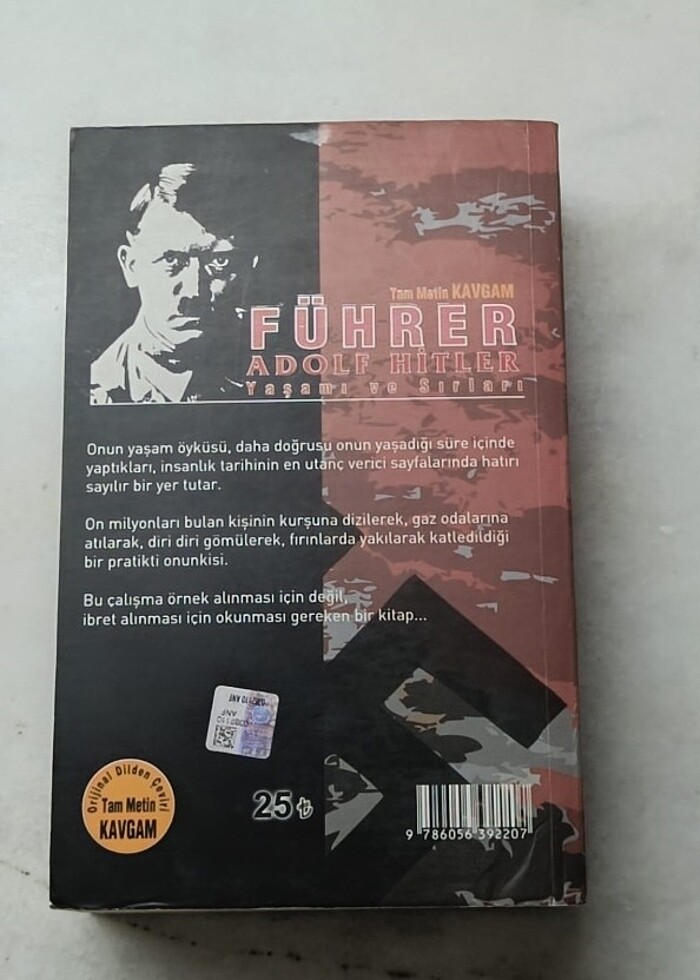 Tam Metin KAVGAM
FÜHRER
ADOLF HİTLER
Yaşamı ve Sırları
Onun yaşam öyküsü, daha doğrusu onun yaşadığı süre içinde
yaptıkları, insanlık tarihinin en utanç verici sayfalarında hatırı
sayılır bir yer tutar.
On milyonları bulan kişinin kurşuna dizilerek, gaz odalarına
atılarak, diri diri gömülerek, fırınlarda yakılarak katledildiği
bir pratikti onunkisi.
Bu çalışma örnek alınması için değil,
ibret alınması için okunması gereken bir kitap...
Orijinal Dilden Çeviri
Tam Metin
KAVGAM
25 ₺
9 786056 392207